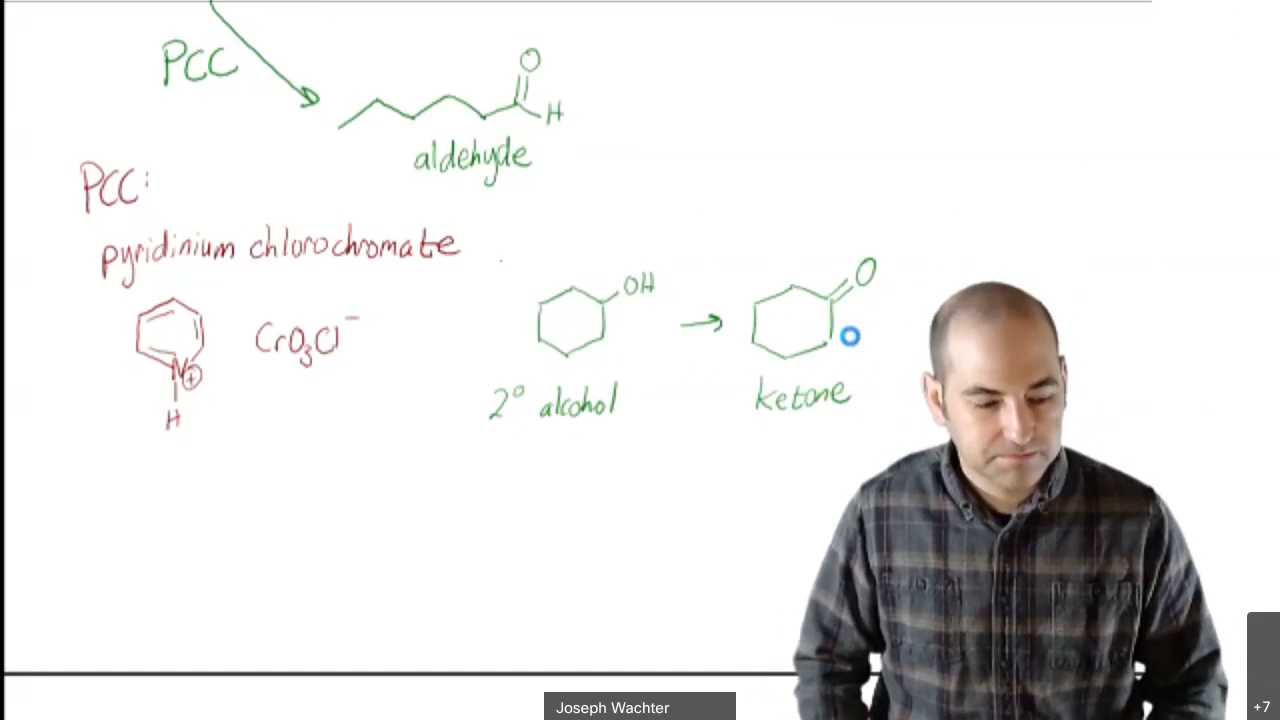 PCC
O
H
aldehyde
PCC:
pyridinium chlorochromate
OH
O
N⊕
H
CrO₃Cl⁻
2° alcohol
ketone
Joseph Wachter
+7